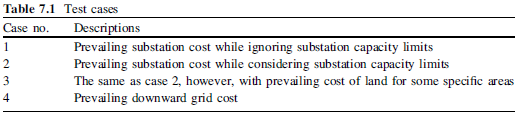 Table 7.1 Test cases
Case no. Descriptions
1 Prevailing substation cost while ignoring substation capacity limits
2 Prevailing substation cost while considering substation capacity limits
3 The same as case 2, however, with prevailing cost of land for some specific areas
4 Prevailing downward grid cost